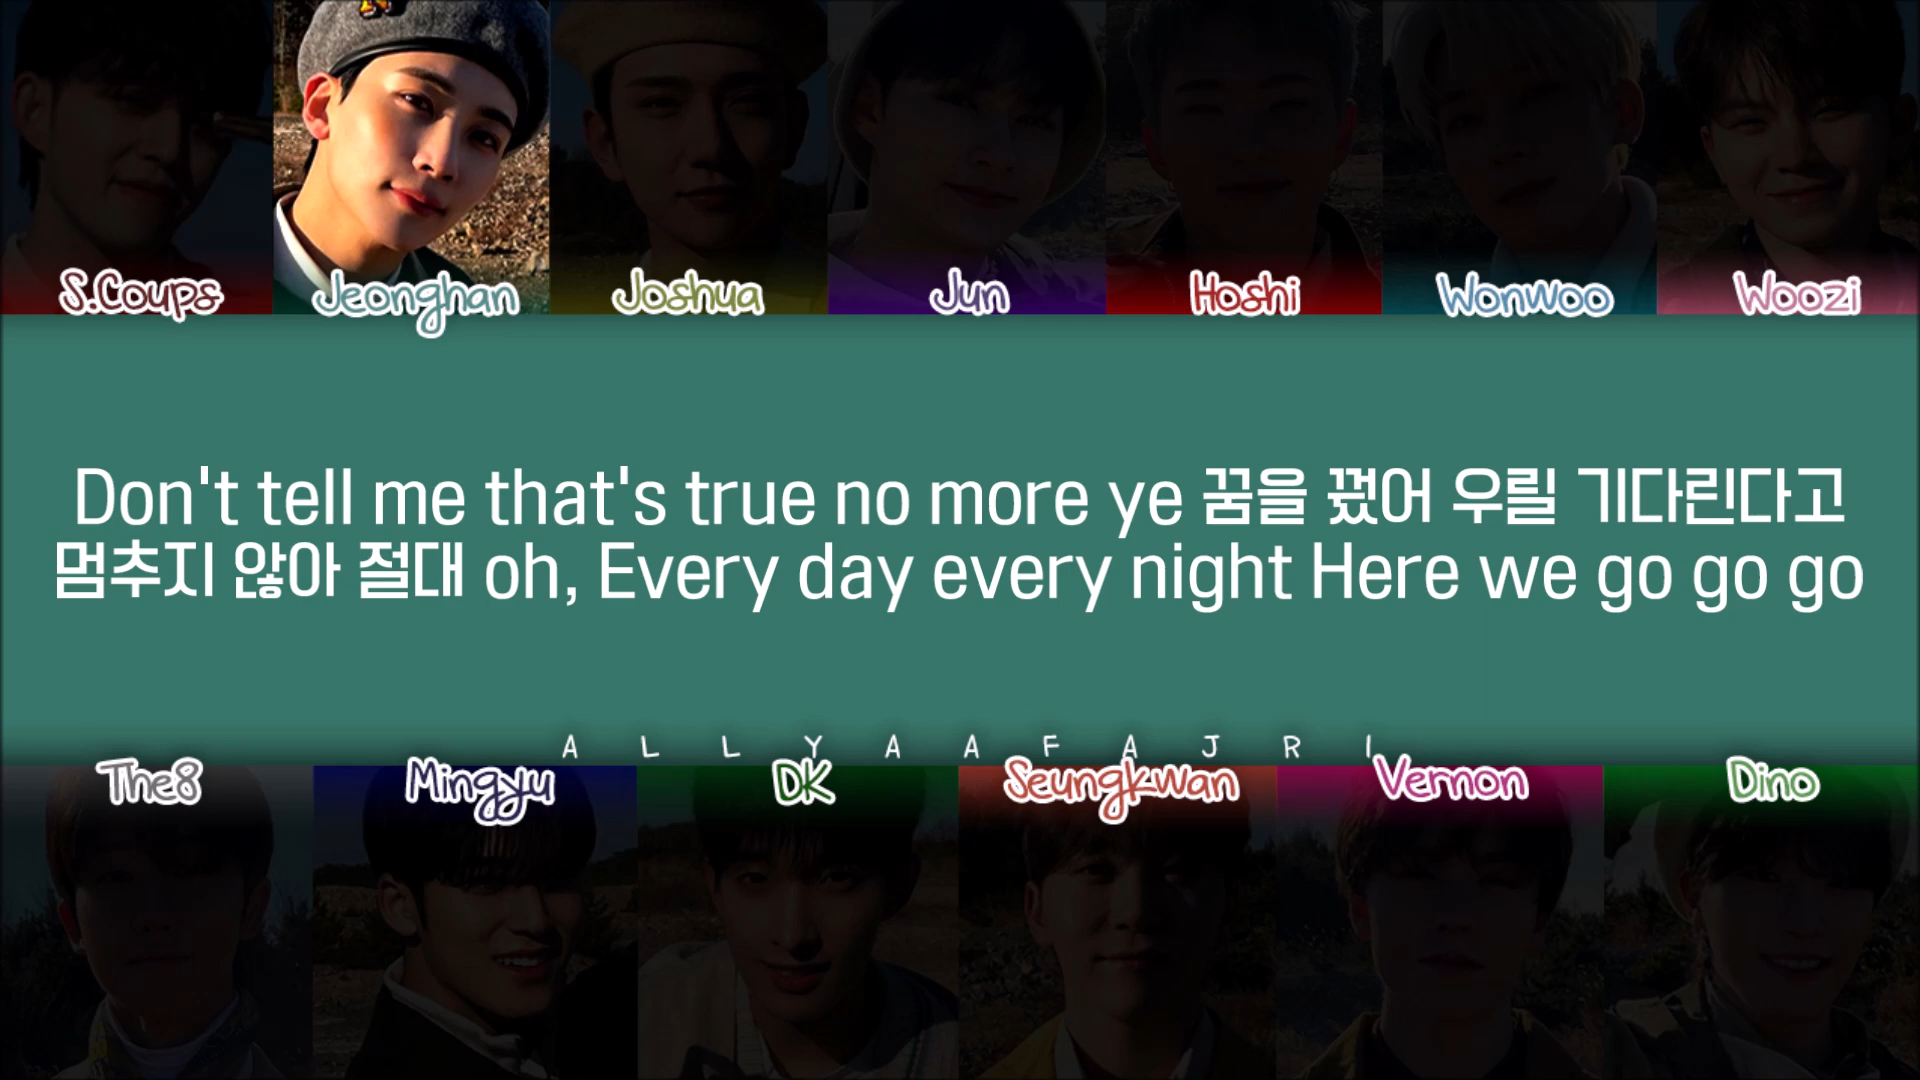 S.Coups Jeonghan Joshua Jun Hoshi Wonwoo Woozi
Don't tell me that's true no more ye 꿈을 꿨어 우릴 기다린다고
멈추지 않아 절대 oh, Every day every night Here we go go go
A L L Y A A F A J R I
The8 Mingyu DK Seungkwan Vernon Dino